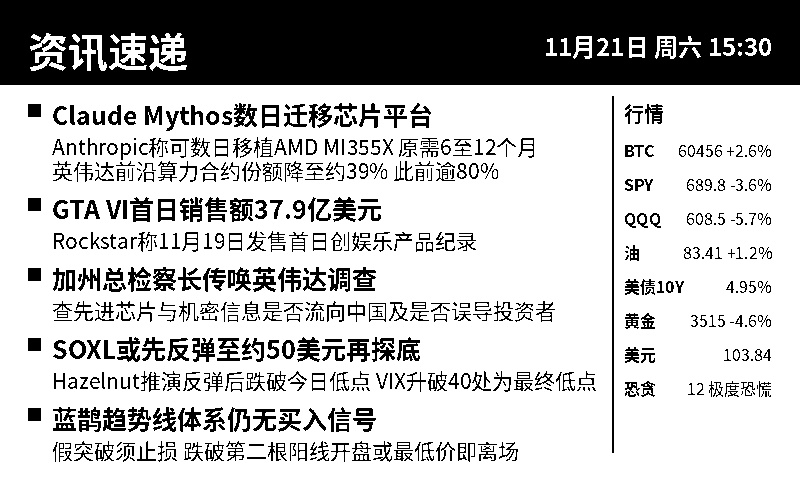 资讯速递
11月21日 周六 15:30
Claude Mythos数日迁移芯片平台
Anthropic称可数日移植AMD MI355X 原需6至12个月
英伟达前沿算力合约份额降至约39% 此前逾80%
GTA VI首日销售额37.9亿美元
Rockstar称11月19日发售首日创娱乐产品纪录
加州总检察长传唤英伟达调查
查先进芯片与机密信息是否流向中国及是否误导投资者
SOXL或先反弹至约50美元再探底
Hazelnut推演反弹后跌破今日低点 VIX升破40处为最终低点
蓝鹊趋势线体系仍无买入信号
假突破须止损 跌破第二根阳线开盘或最低价即离场
行情
BTC 60456 +2.6%
SPY 689.8 -3.6%
QQQ 608.5 -5.7%
油 83.41 +1.2%
美债10Y 4.95%
黄金 3515 -4.6%
美元 103.84
恐贪 12 极度恐慌